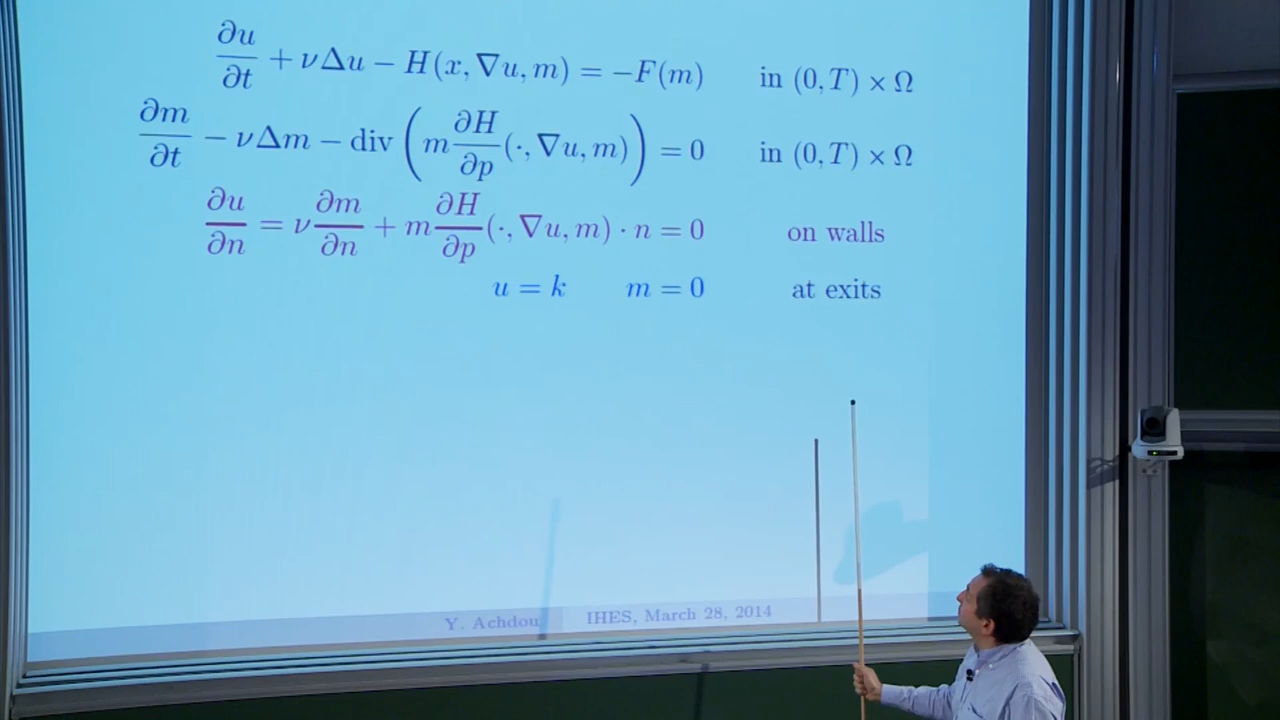 ∂u/∂t + νΔu − H(x, ∇u, m) = −F(m) in (0, T) × Ω
∂m/∂t − νΔm − div (m ∂H/∂p (·, ∇u, m)) = 0 in (0, T) × Ω
∂u/∂n = ν ∂m/∂n + m ∂H/∂p (·, ∇u, m) · n = 0 on walls
u = k m = 0 at exits
Y. Achdou IHES, March 28, 2014